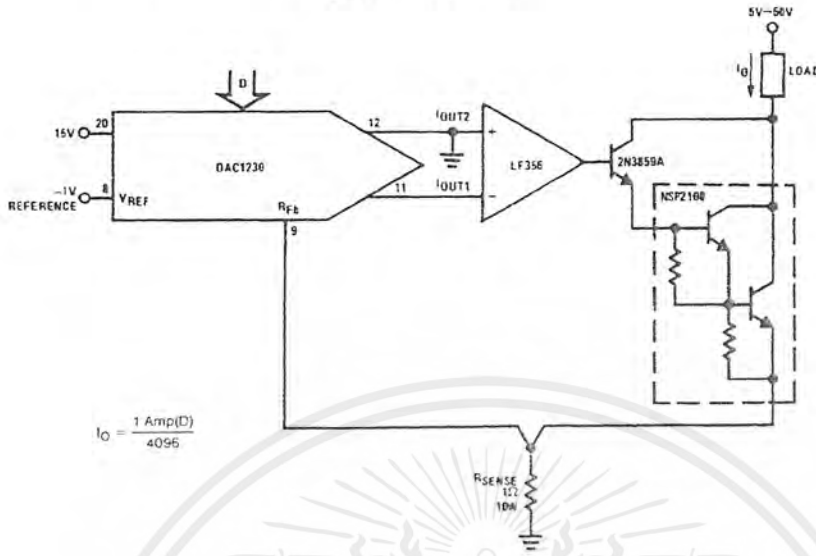 5V–50V
I0
LOAD
D
20
15V
12
IOUT2
DAC1230
LF356
2N3859A
–1V
REFERENCE
8
VREF
11
IOUT1
RFb
9
+
–
NSP2100
IO = 1 Amp(D)
4096
RSENSE
1Ω
10W